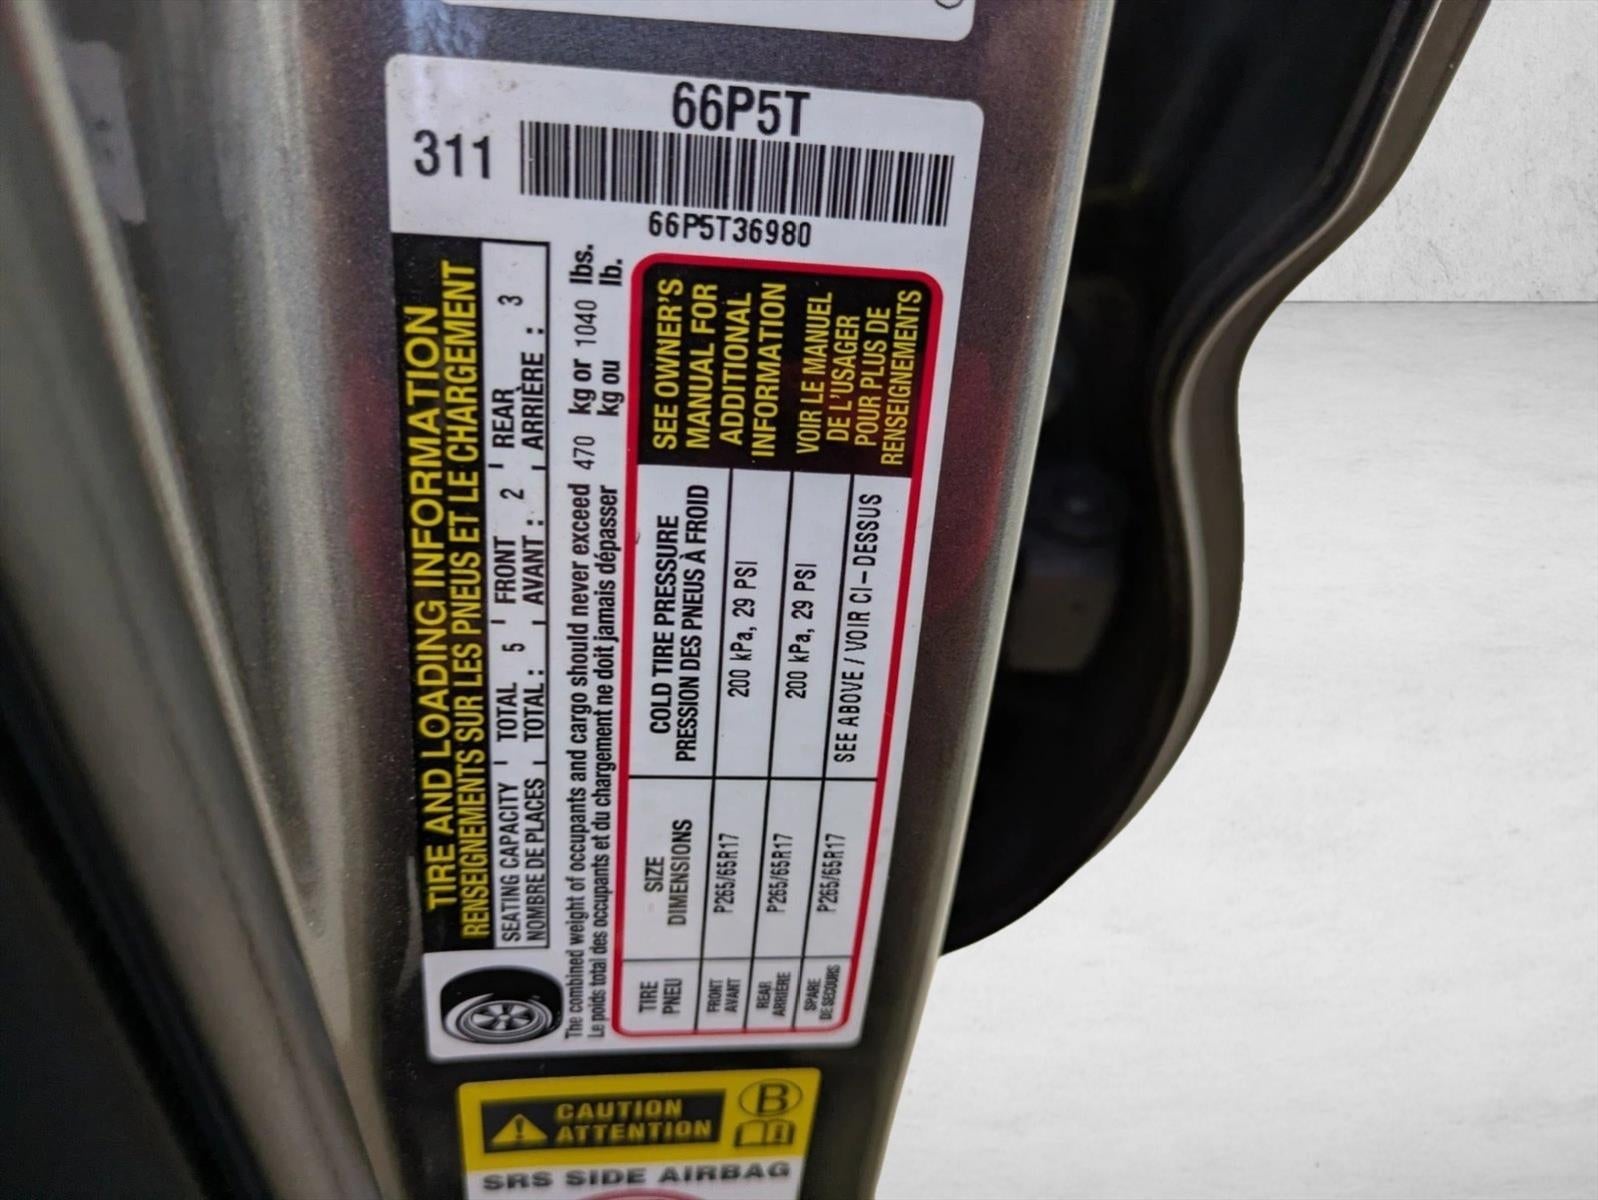 66P5T
311
66P5T36980
TIRE AND LOADING INFORMATION
RENSEIGNEMENTS SUR LES PNEUS ET LE CHARGEMENT
SEATING CAPACITY TOTAL 5 FRONT 2 REAR 3
NOMBRE DE PLACES TOTAL : AVANT : ARRIÈRE :
The combined weight of occupants and cargo should never exceed 470 kg or 1040 lbs.
Le poids total des occupants et du chargement ne doit jamais dépasser kg ou lb.
TIRE SIZE COLD TIRE PRESSURE
PNEU DIMENSIONS PRESSION DES PNEUS À FROID
FRONT
AVANT
P265/65R17 200 kPa, 29 PSI
REAR
ARRIÈRE
P265/65R17 200 kPa, 29 PSI
SPARE
DE SECOURS
P265/65R17 SEE ABOVE / VOIR CI-DESSUS
SEE OWNER'S
MANUAL FOR
ADDITIONAL
INFORMATION
VOIR LE MANUEL
DE L'USAGER
POUR PLUS DE
RENSEIGNEMENTS
CAUTION
ATTENTION
B
SRS SIDE AIRBAG